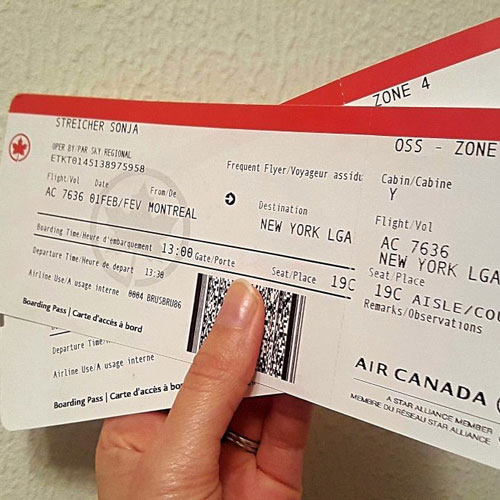 ZONE 4
STREICHER SONJA
OPER BY/PAR SKY REGIONAL
ETKT0145138975958
Frequent Flyer/Voyageur assidu
Flight/Vol Date From/De
AC 7636 01FEB/FEV MONTREAL
Destination
NEW YORK LGA
Boarding Time/Heure d'embarquement 13:00 Gate/Porte Seat/Place 19C
Departure Time/Heure de depart 13:30
Airline Use/A usage interne 0004 BRUSBRU86
Boarding Pass | Carte d'accès à bord
OSS - ZONE
Cabin/Cabine
Y
Flight/Vol
AC 7636
NEW YORK LGA
Seat/Place
19C AISLE/COU
Remarks/Observations
AIR CANADA
A STAR ALLIANCE MEMBER
MEMBRE DU RÉSEAU STAR ALLIANCE
Departure Time/
Airline Use/A usage interne
Boarding Pass | Carte d'accès à bord